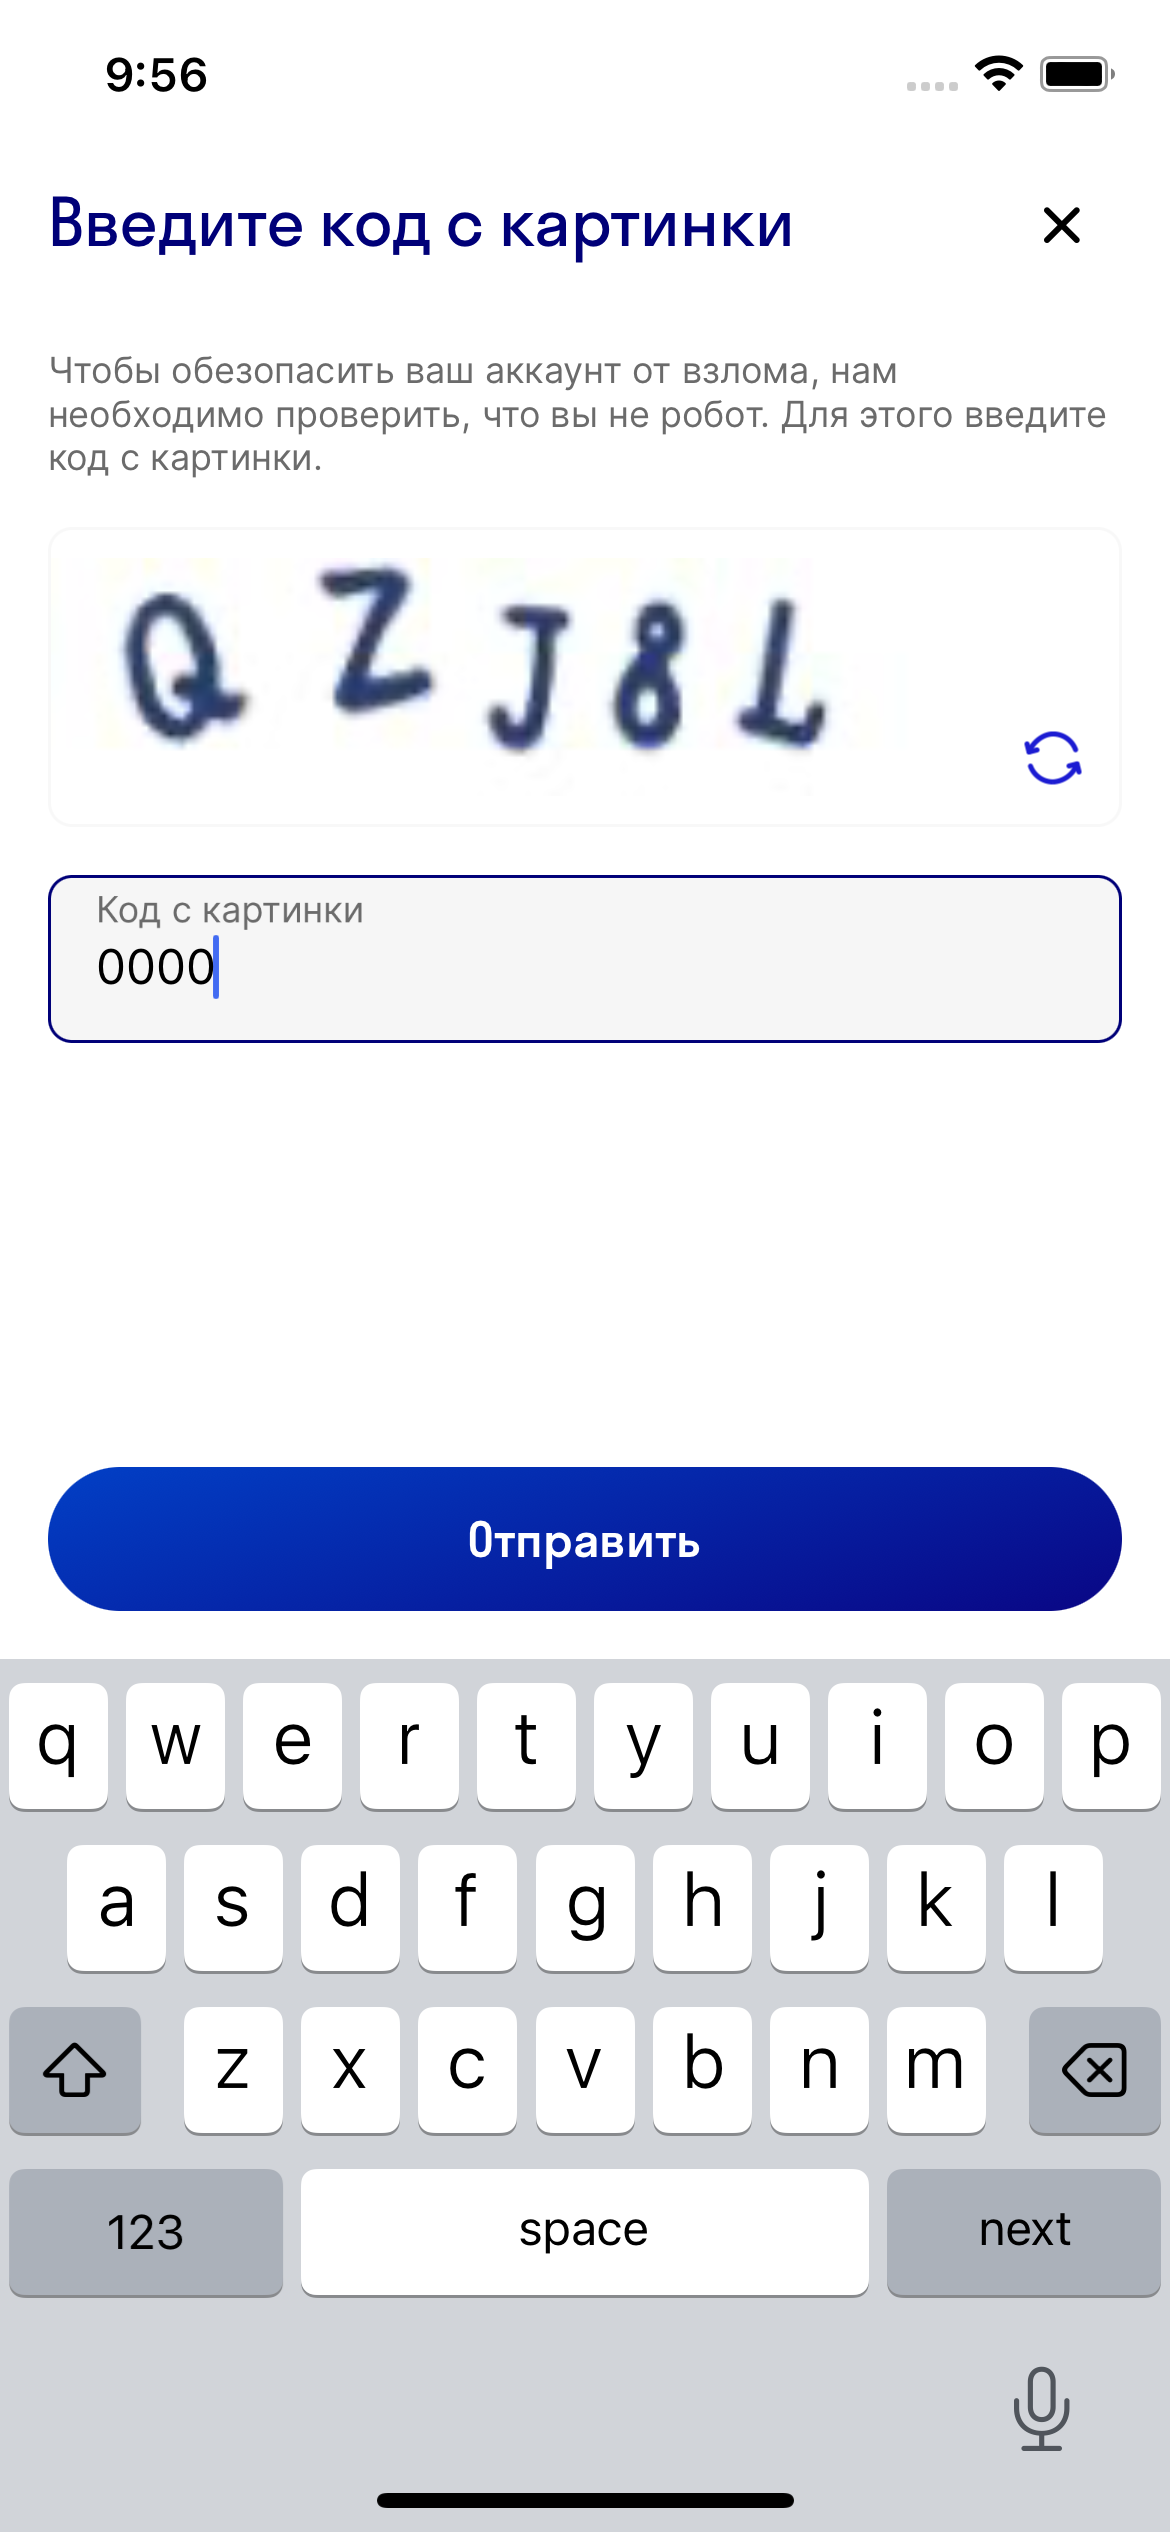 9:56
Введите код с картинки
Чтобы обезопасить ваш аккаунт от взлома, нам
необходимо проверить, что вы не робот. Для этого введите
код с картинки.
QZJ8L
Код с картинки
0000
Отправить
q w e r t y u i o p
a s d f g h j k l
z x c v b n m
123 space next